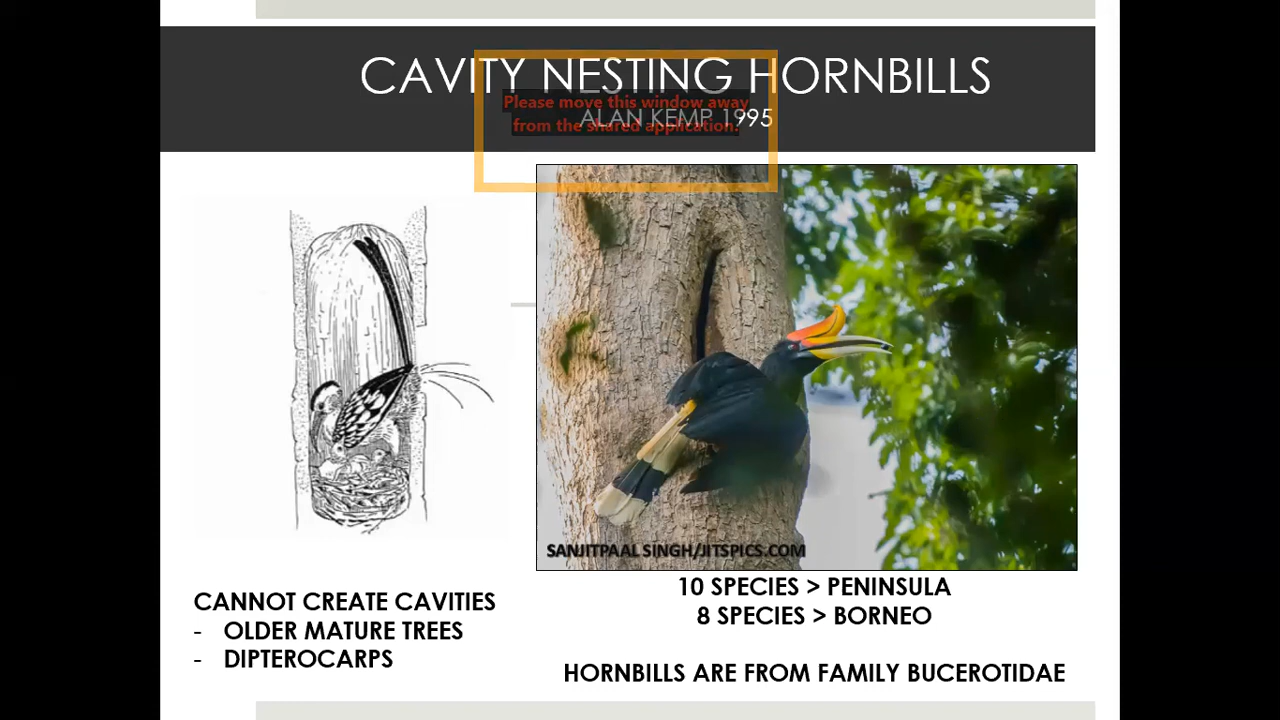 CAVITY NESTING HORNBILLS
Please move this window away
from the shared application.
ALAN KEMP 1995
SANJITPAAL SINGH/JITSPICS.COM
CANNOT CREATE CAVITIES
- OLDER MATURE TREES
- DIPTEROCARPS
10 SPECIES > PENINSULA
8 SPECIES > BORNEO
HORNBILLS ARE FROM FAMILY BUCEROTIDAE